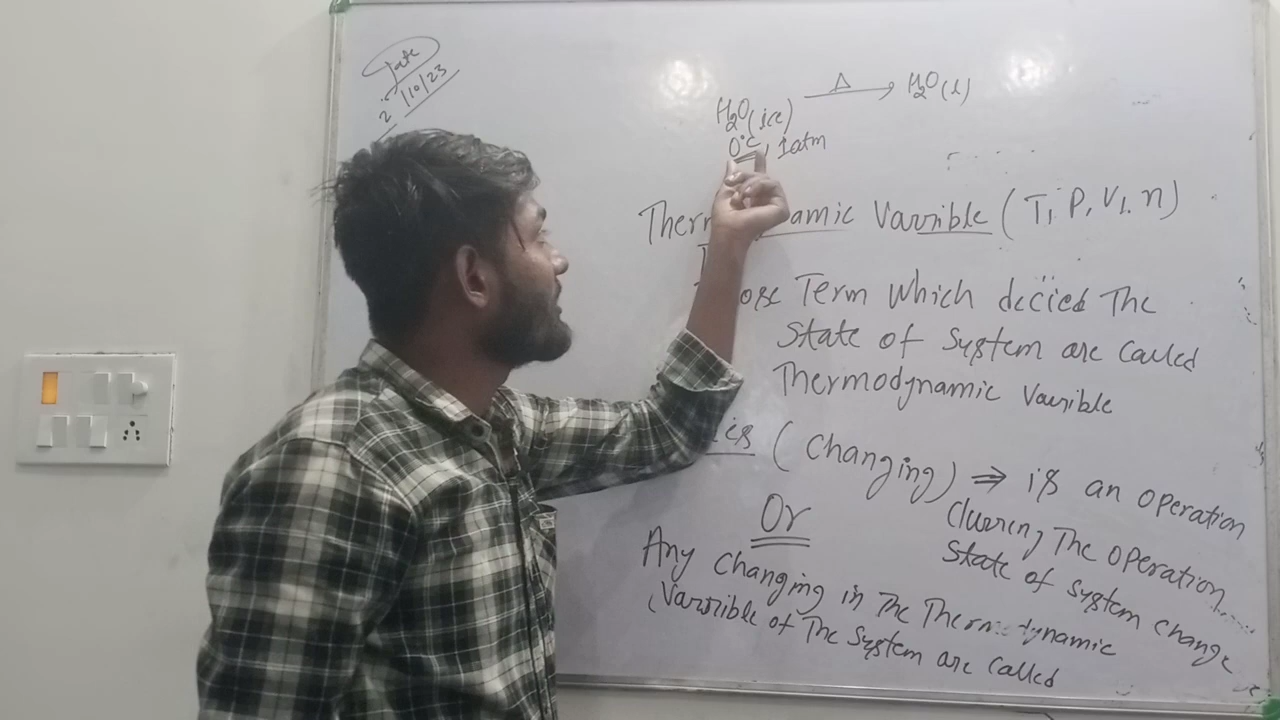 Date
2 /10/23
H₂O(ice) Δ → H₂O(l)
0°C, 1atm
Ther amic Varrible (T, P, V, n)
ose Term which decied The
State of System are Called
Thermodynamic Varrible
(Changing) ⇒ is an operation
During The operation.....
State of System change
Or
Any Changing in The Thermodynamic
Varrible of The System are Called